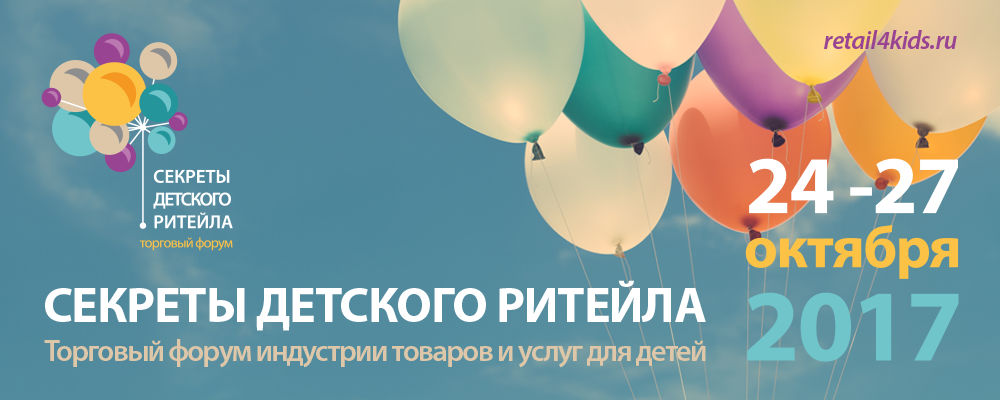 retail4kids.ru
СЕКРЕТЫ
ДЕТСКОГО
РИТЕЙЛА
торговый форум
24 -27
октября
2017
СЕКРЕТЫ ДЕТСКОГО РИТЕЙЛА
Торговый форум индустрии товаров и услуг для детей